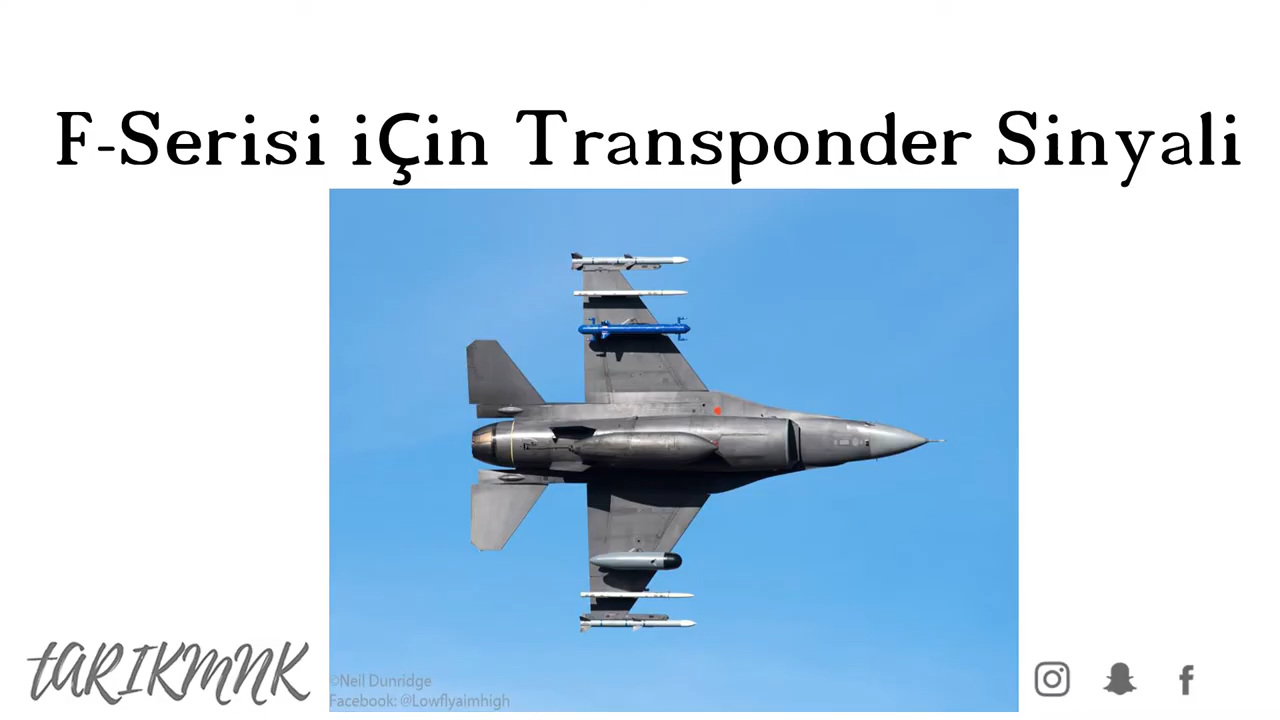 F-Serisi iÇin Transponder Sinyali
tARIKMNK
©Neil Dunridge
Facebook: @Lowflyaimhigh